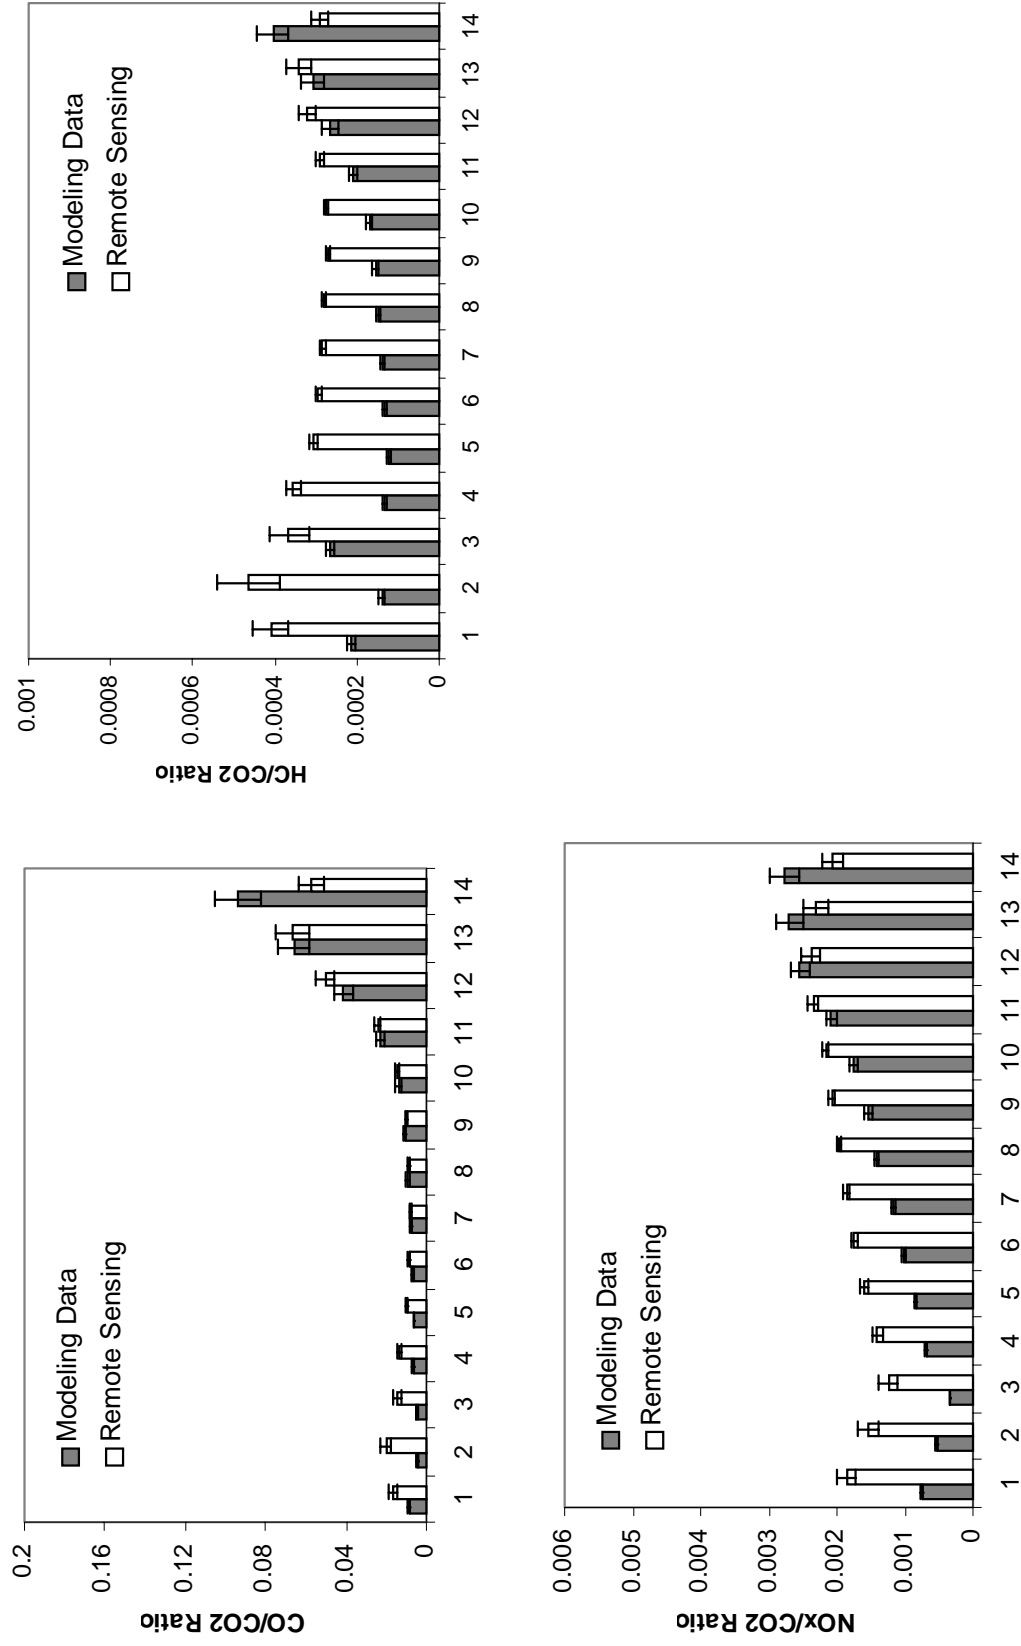 CO/CO2 Ratio
0.2
0.16
0.12
0.08
0.04
0
Modeling Data
Remote Sensing
1 2 3 4 5 6 7 8 9 10 11 12 13 14
HC/CO2 Ratio
0.001
0.0008
0.0006
0.0004
0.0002
0
Modeling Data
Remote Sensing
1 2 3 4 5 6 7 8 9 10 11 12 13 14
NOx/CO2 Ratio
0.006
0.005
0.004
0.003
0.002
0.001
0
Modeling Data
Remote Sensing
1 2 3 4 5 6 7 8 9 10 11 12 13 14